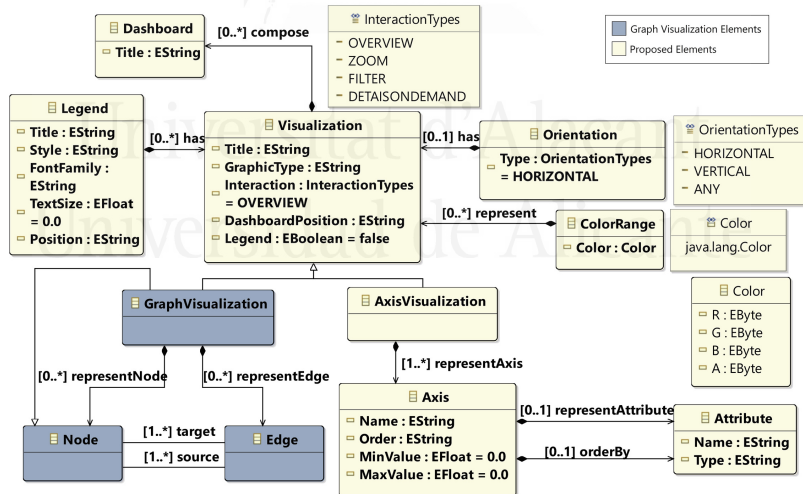 Dashboard
Title : EString
[0..*] compose
InteractionTypes
OVERVIEW
ZOOM
FILTER
DETAISONDEMAND
Graph Visualization Elements
Proposed Elements
Legend
Title : EString
Style : EString
FontFamily :
EString
TextSize : EFloat
= 0.0
Position : EString
[0..*] has
Visualization
Title : EString
GraphicType : EString
Interaction : InteractionTypes
= OVERVIEW
DashboardPosition : EString
Legend : EBoolean = false
[0..1] has
Orientation
Type : OrientationTypes
= HORIZONTAL
OrientationTypes
HORIZONTAL
VERTICAL
ANY
[0..*] represent
ColorRange
Color : Color
Color
java.lang.Color
Color
R : EByte
G : EByte
B : EByte
A : EByte
GraphVisualization
AxisVisualization
[0..*] representNode
[0..*] representEdge
[1..*] representAxis
Node
[1..*] target
[1..*] source
Edge
Axis
Name : EString
Order : EString
MinValue : EFloat = 0.0
MaxValue : EFloat = 0.0
[0..1] representAttribute
[0..1] orderBy
Attribute
Name : EString
Type : EString
Universitat d'Alacant
Universidad de Alicante